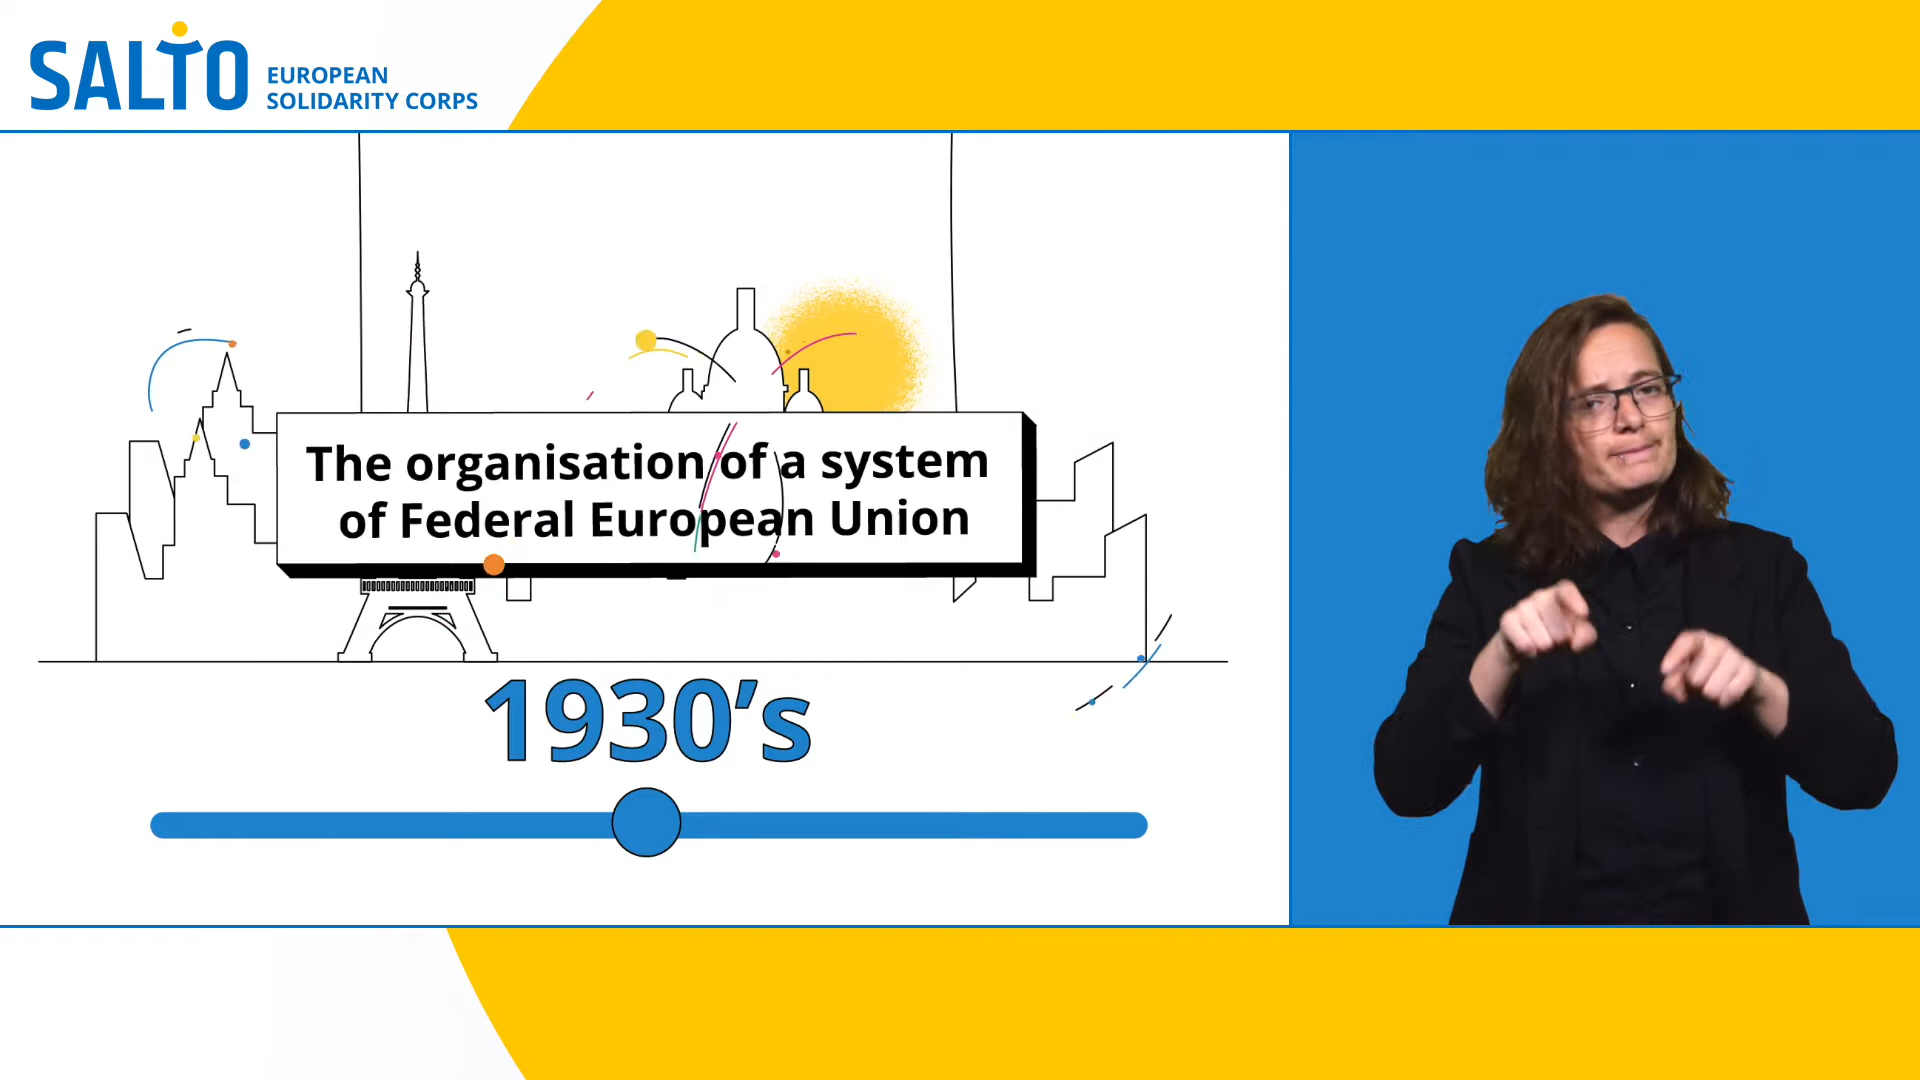 SALTO
EUROPEAN
SOLIDARITY CORPS
The organisation of a system
of Federal European Union
1930's